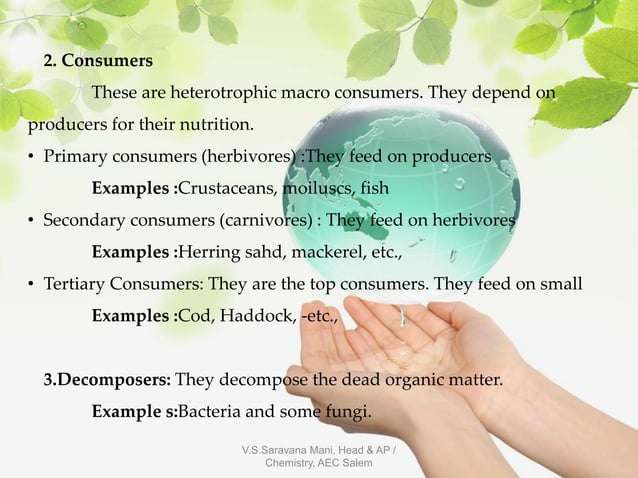 2. Consumers
These are heterotrophic macro consumers. They depend on
producers for their nutrition.
• Primary consumers (herbivores) :They feed on producers
Examples :Crustaceans, moiluscs, fish
• Secondary consumers (carnivores) : They feed on herbivores
Examples :Herring sahd, mackerel, etc.,
• Tertiary Consumers: They are the top consumers. They feed on small
Examples :Cod, Haddock, -etc.,
3.Decomposers: They decompose the dead organic matter.
Example s:Bacteria and some fungi.
V.S.Saravana Mani, Head & AP /
Chemistry, AEC Salem